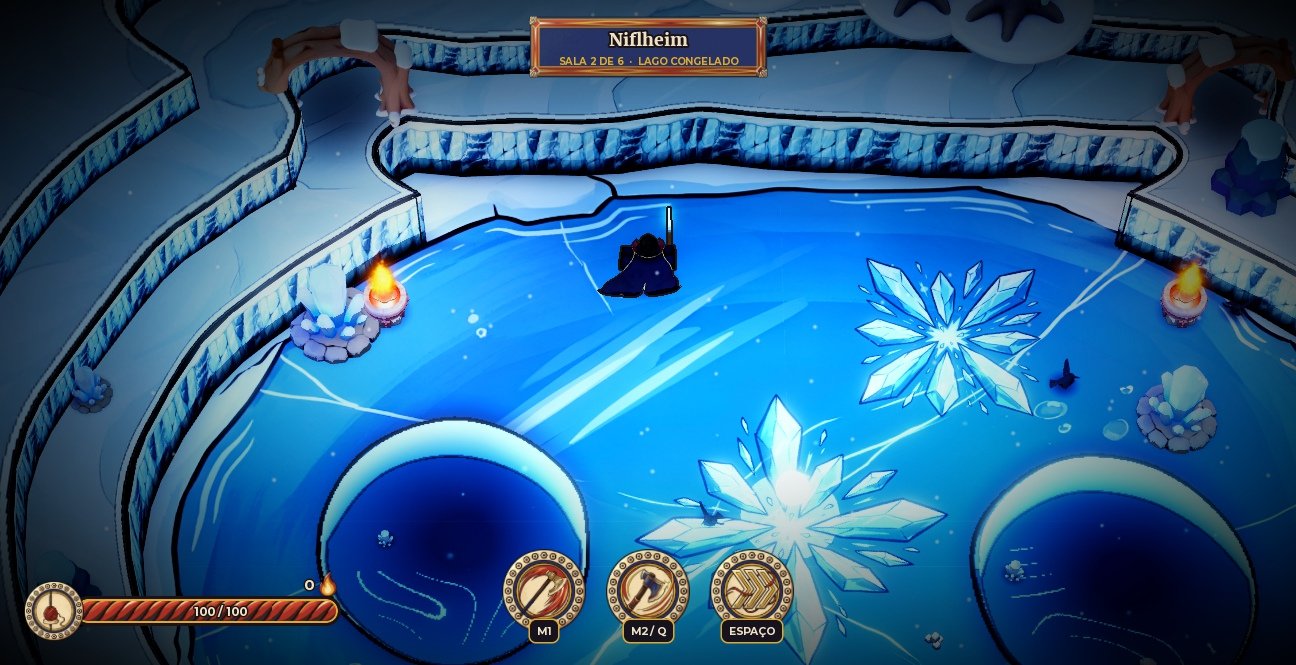 Niflheim
SALA 2 DE 6 · LAGO CONGELADO
0
100 / 100
M1
M2 / Q
ESPAÇO